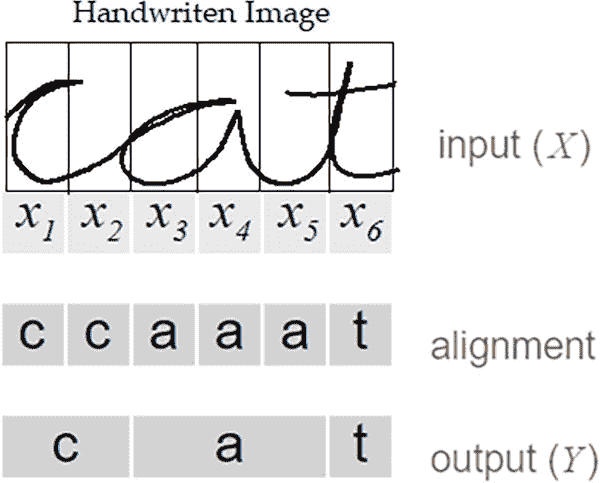 Handwriten Image
cat input (X)
x1 x2 x3 x4 x5 x6
c c a a a t alignment
c a t output (Y)